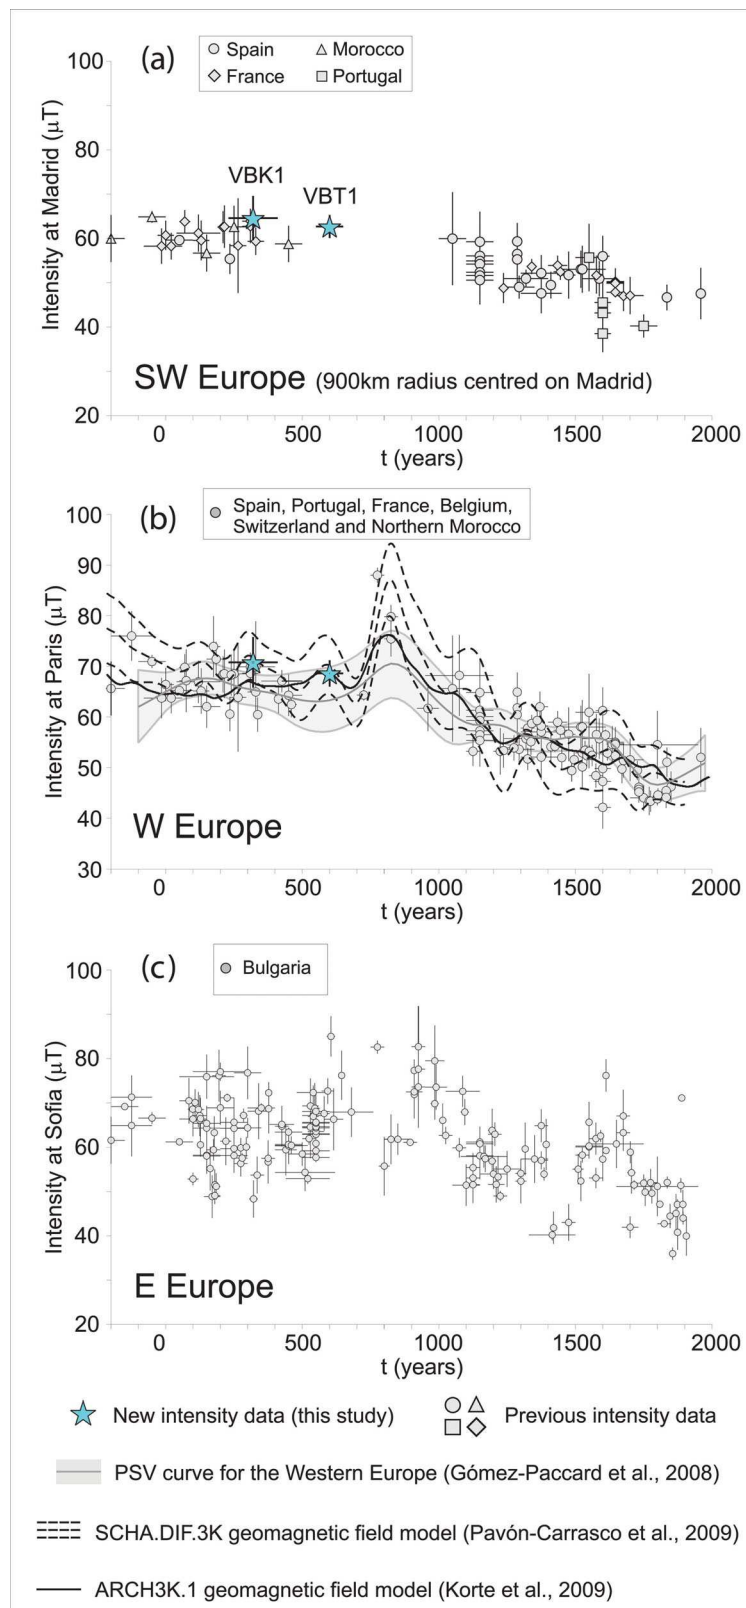 (a)
Spain
Morocco
France
Portugal
100
80
60
40
20
Intensity at Madrid (μT)
VBK1
VBT1
SW Europe (900km radius centred on Madrid)
0 500 1000 1500 2000
t (years)
(b)
Spain, Portugal, France, Belgium,
Switzerland and Northern Morocco
100
90
80
70
60
50
40
30
Intensity at Paris (μT)
W Europe
0 500 1000 1500 2000
t (years)
(c)
Bulgaria
100
80
60
40
20
Intensity at Sofia (μT)
E Europe
0 500 1000 1500 2000
t (years)
New intensity data (this study)
Previous intensity data
PSV curve for the Western Europe (Gómez-Paccard et al., 2008)
SCHA.DIF.3K geomagnetic field model (Pavón-Carrasco et al., 2009)
ARCH3K.1 geomagnetic field model (Korte et al., 2009)